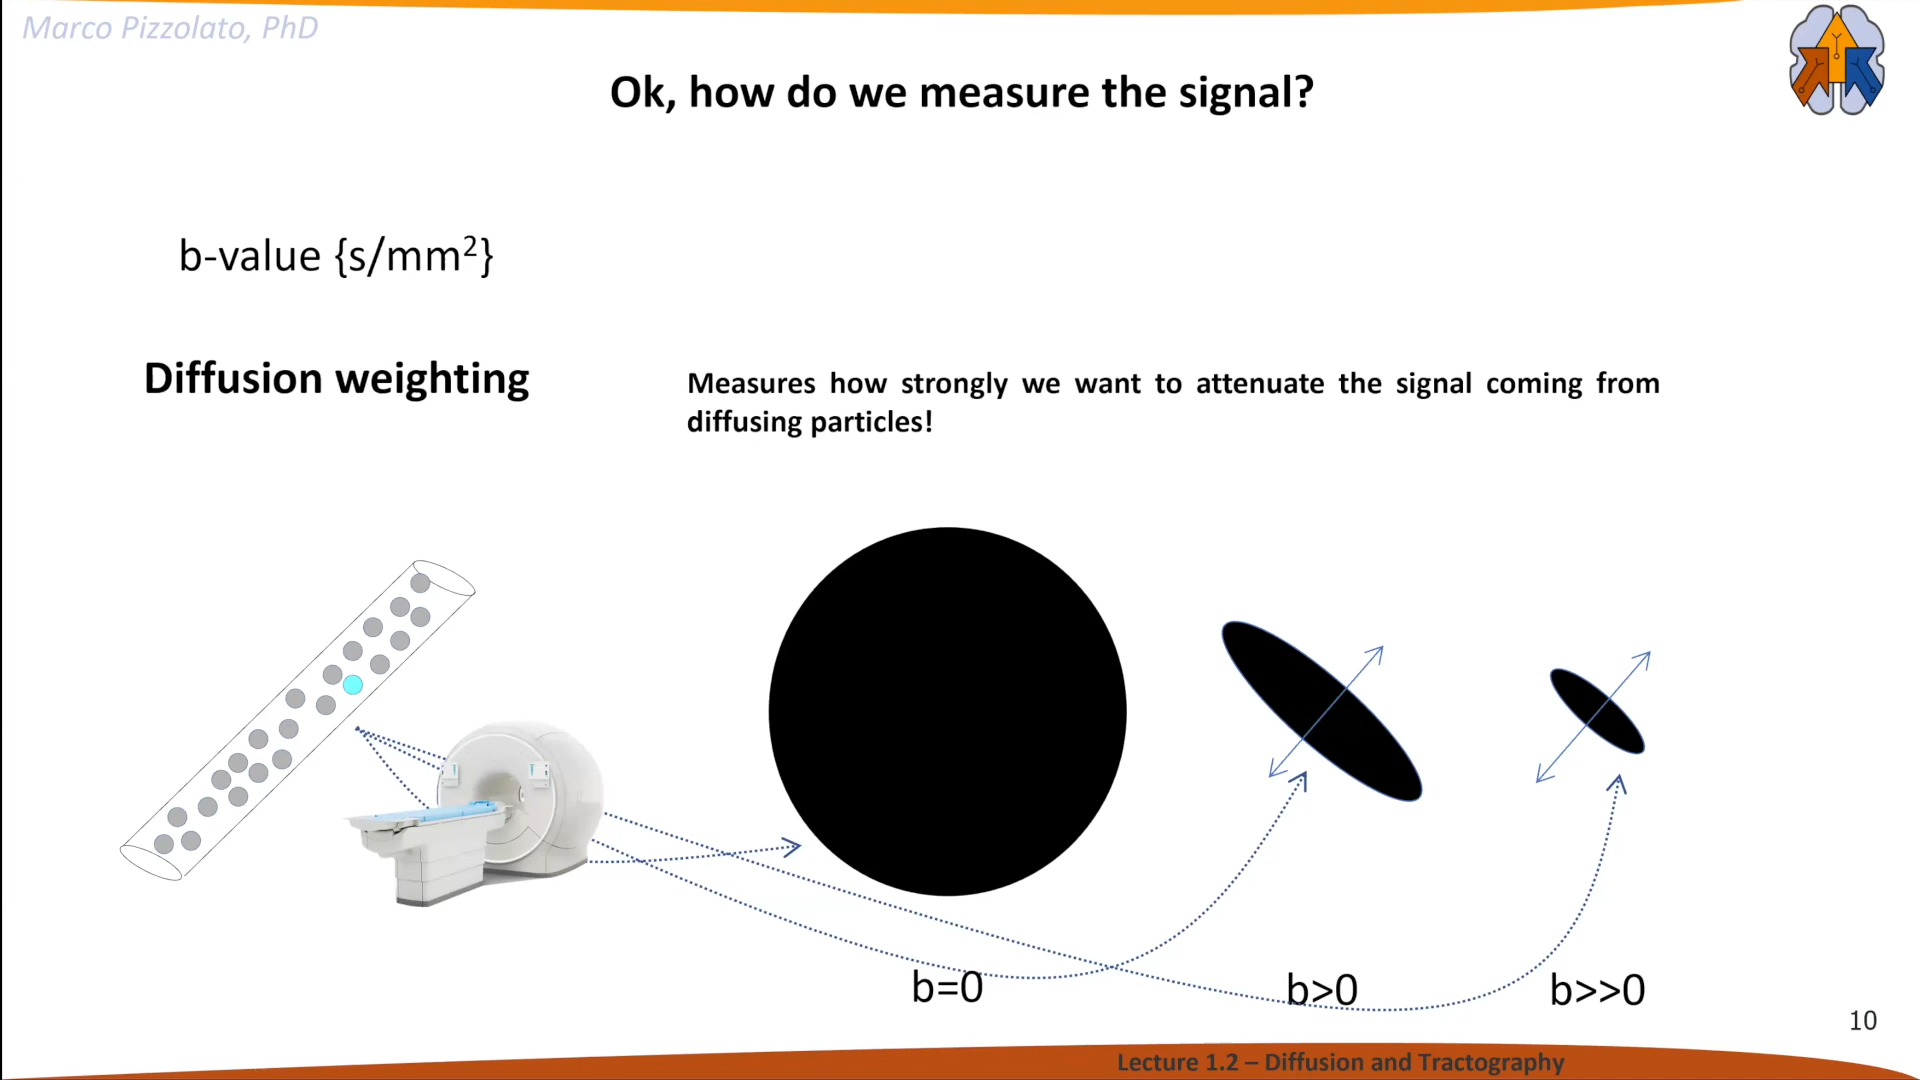 Marco Pizzolato, PhD
Ok, how do we measure the signal?
b-value {s/mm²}
Diffusion weighting
Measures how strongly we want to attenuate the signal coming from
diffusing particles!
b=0
b>0
b>>0
10
Lecture 1.2 – Diffusion and Tractography